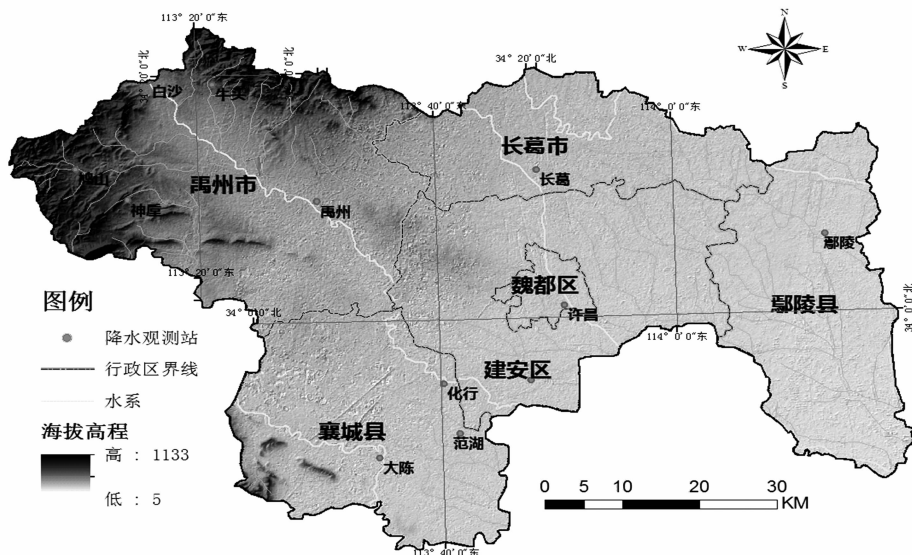 113° 20′ 0″东
N
W
E
S
34° 20′ 0″北
白沙
113° 40′ 0″东
114° 0′ 0″东
长葛市
长葛
禹州市
神垕
禹州
鄢陵
113° 20′ 0″东
魏都区
许昌
鄢陵县
图例
34° 0′ 0″北
降水观测站
114° 0′ 0″东
行政区界线
建安区
化行
水系
襄城县
范湖
海拔高程
高 : 1133
大陈
低 : 5
0 5 10 20 30
KM
113° 40′ 0″东